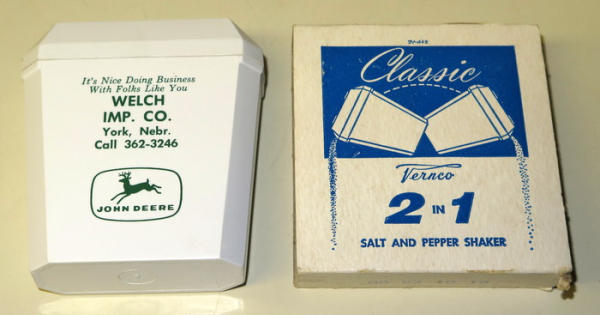 It's Nice Doing Business
With Folks Like You
WELCH
IMP. CO.
York, Nebr.
Call 362-3246
JOHN DEERE
Classic
Vernco
2 IN 1
SALT AND PEPPER SHAKER